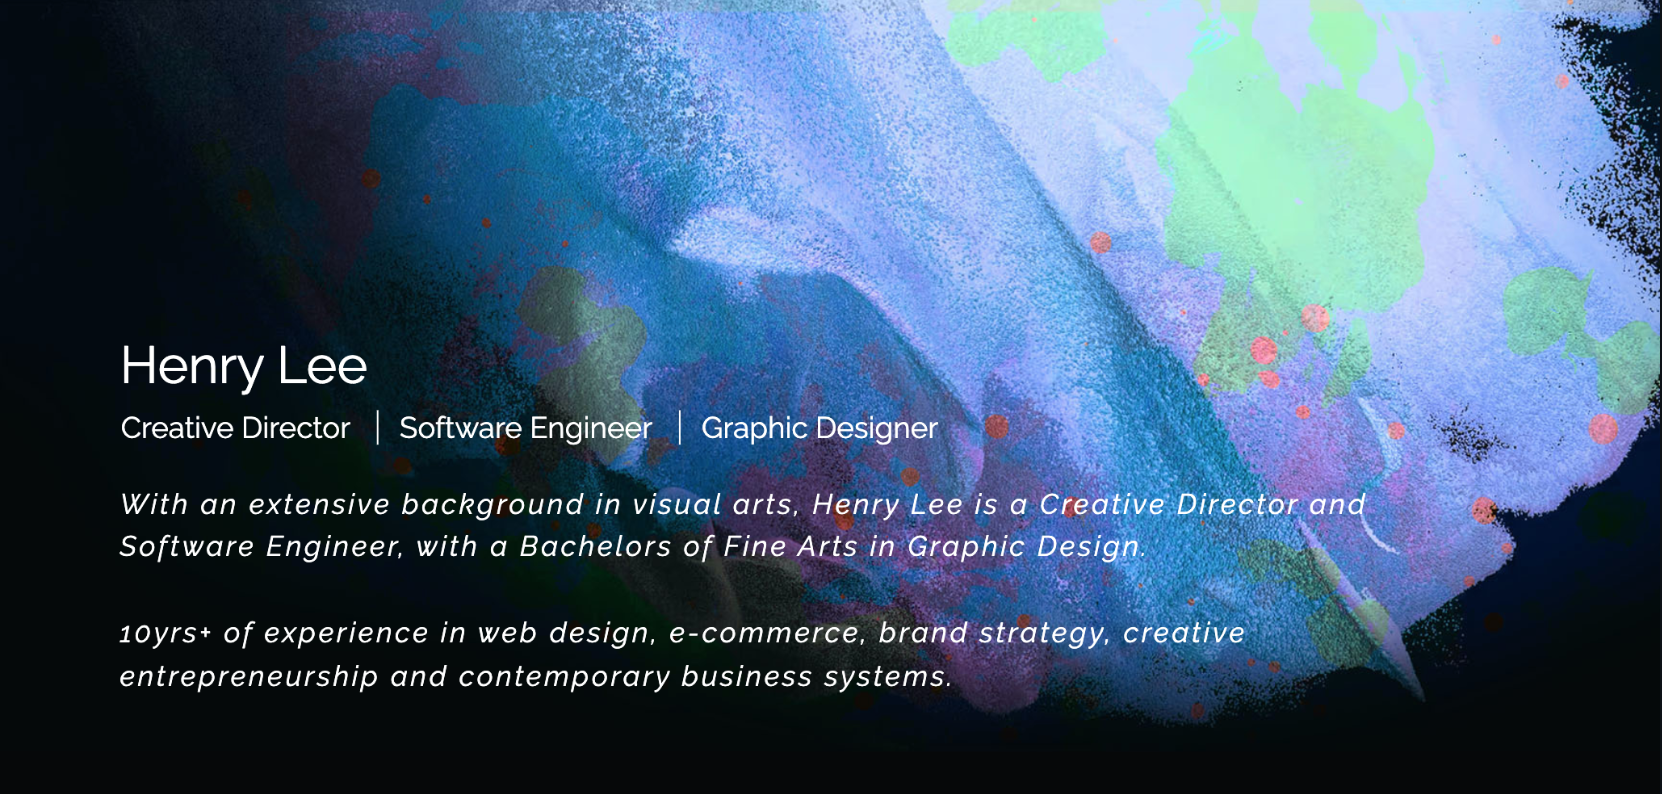 Henry Lee
Creative Director | Software Engineer | Graphic Designer
With an extensive background in visual arts, Henry Lee is a Creative Director and
Software Engineer, with a Bachelors of Fine Arts in Graphic Design.
10yrs+ of experience in web design, e-commerce, brand strategy, creative
entrepreneurship and contemporary business systems.